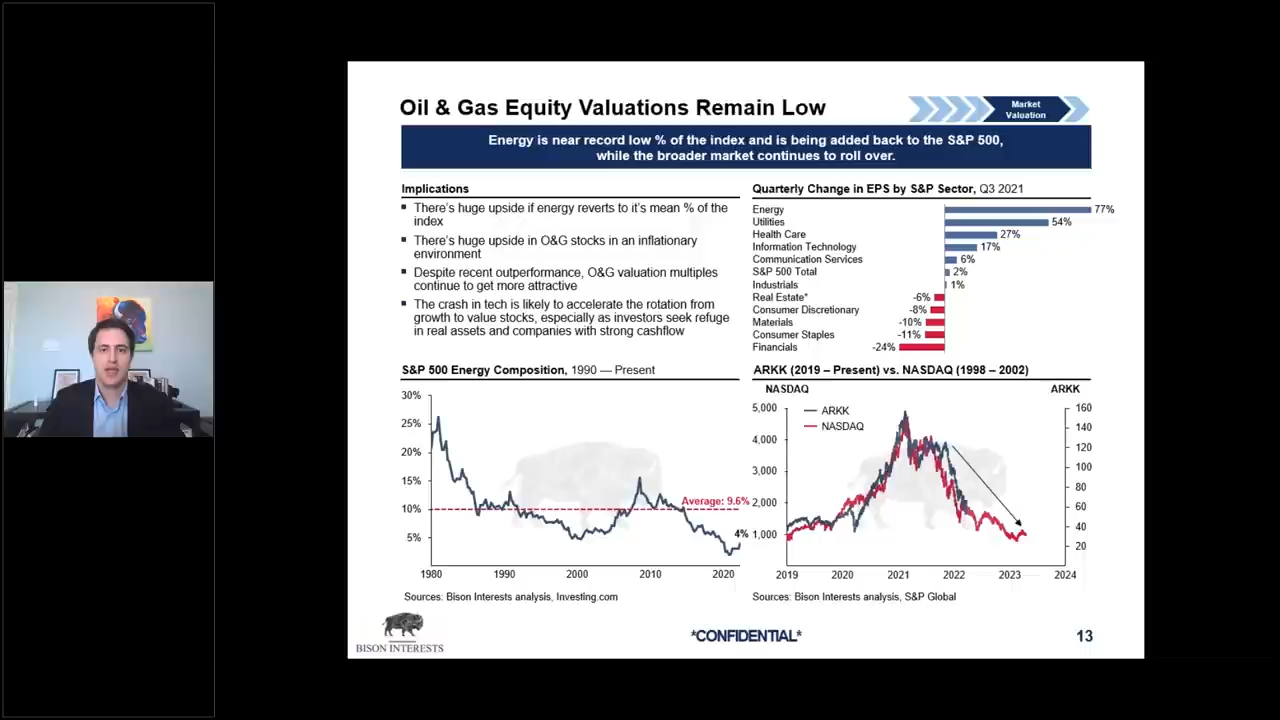 Oil & Gas Equity Valuations Remain Low
Market
Valuation
Energy is near record low % of the index and is being added back to the S&P 500,
while the broader market continues to roll over.
Implications
▪ There's huge upside if energy reverts to it's mean % of the
index
▪ There's huge upside in O&G stocks in an inflationary
environment
▪ Despite recent outperformance, O&G valuation multiples
continue to get more attractive
▪ The crash in tech is likely to accelerate the rotation from
growth to value stocks, especially as investors seek refuge
in real assets and companies with strong cashflow
Quarterly Change in EPS by S&P Sector, Q3 2021
Energy 77%
Utilities 54%
Health Care 27%
Information Technology 17%
Communication Services 6%
S&P 500 Total 2%
Industrials 1%
Real Estate* -6%
Consumer Discretionary -8%
Materials -10%
Consumer Staples -11%
Financials -24%
S&P 500 Energy Composition, 1990 — Present
30%
25%
20%
15%
Average: 9.6%
10%
4%
5%
1980 1990 2000 2010 2020
Sources: Bison Interests analysis, Investing.com
ARKK (2019 – Present) vs. NASDAQ (1998 – 2002)
NASDAQ ARKK
ARKK
NASDAQ
5,000
4,000
3,000
2,000
1,000
160
140
120
100
80
60
40
20
2019 2020 2021 2022 2023 2024
Sources: Bison Interests analysis, S&P Global
BISON INTERESTS
*CONFIDENTIAL*
13